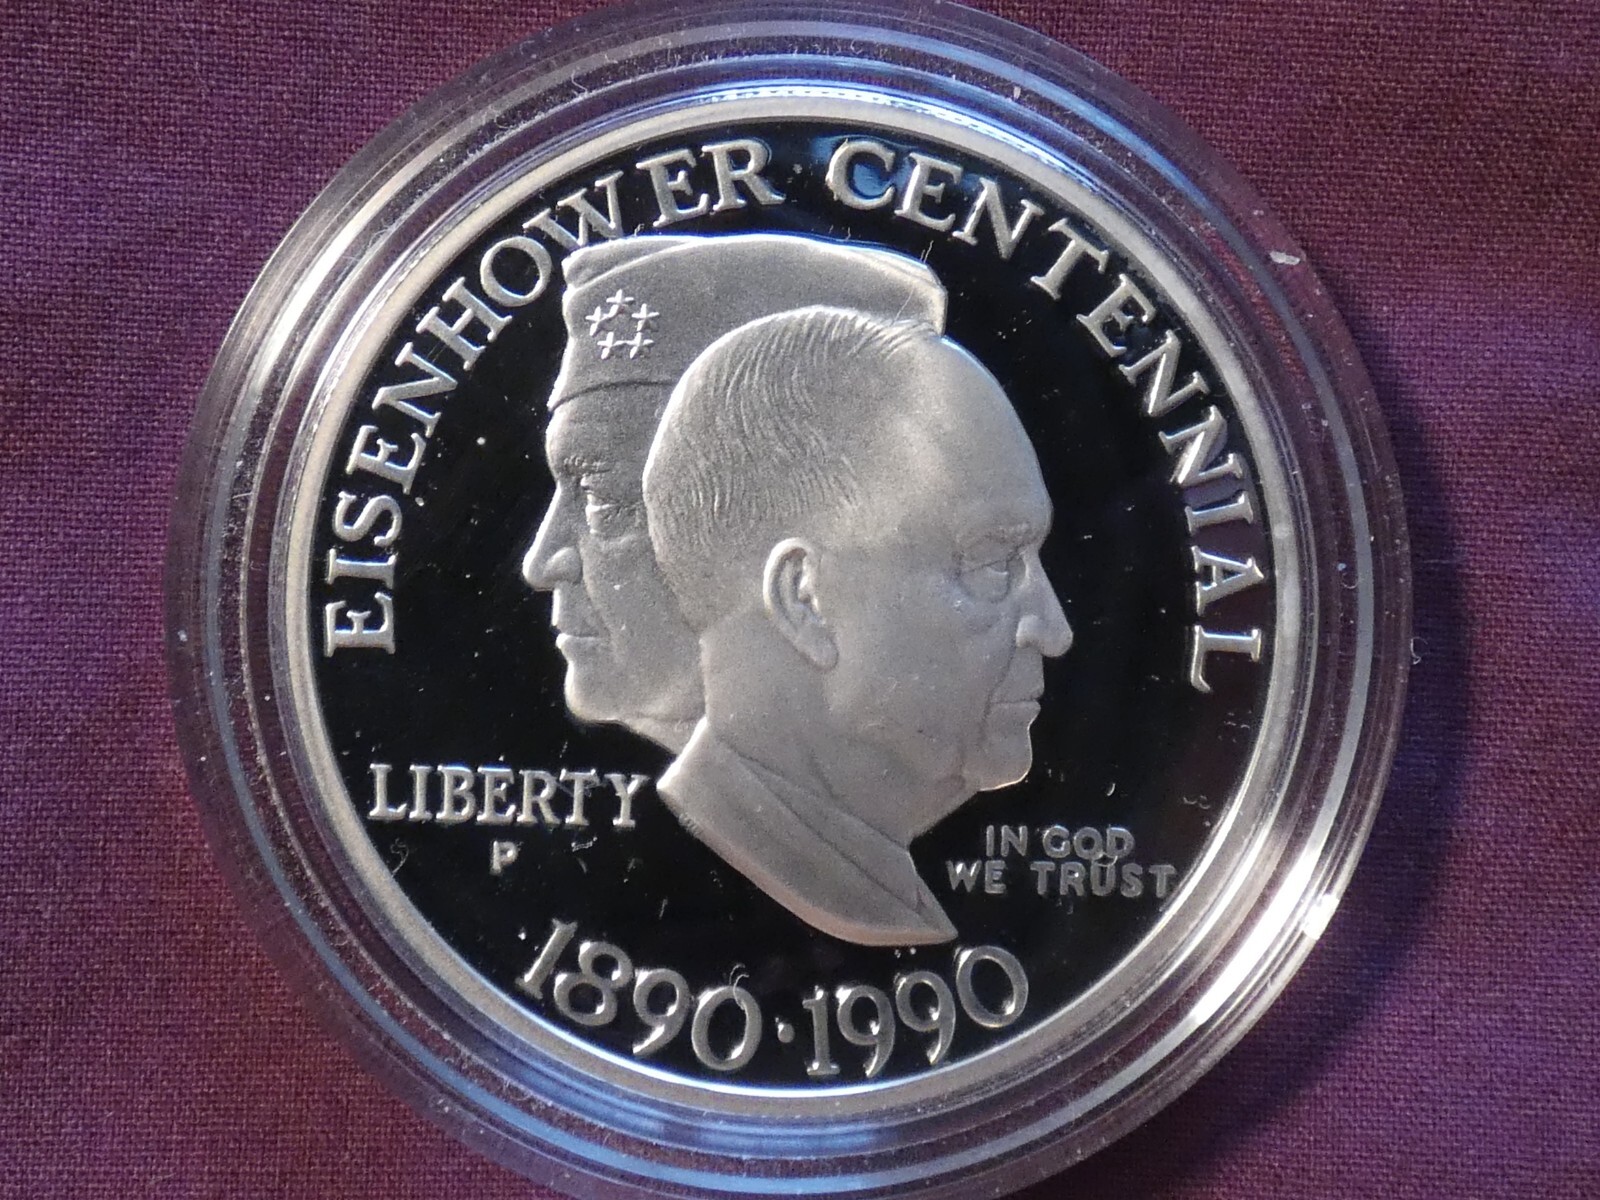 EISENHOWER CENTENNIAL
LIBERTY
P
IN GOD
WE TRUST
1890·1990